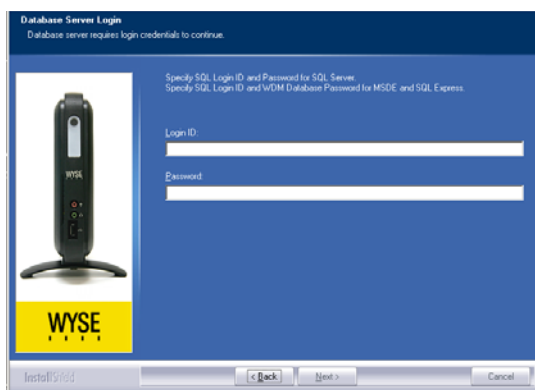 Database Server Login
Database server requires login credentials to continue.
Specify SQL Login ID and Password for SQL Server.
Specify SQL Login ID and WDM Database Password for MSDE and SQL Express.
Login ID:
Password:
WYSE
WYSE
InstallShield
< Back
Next >
Cancel